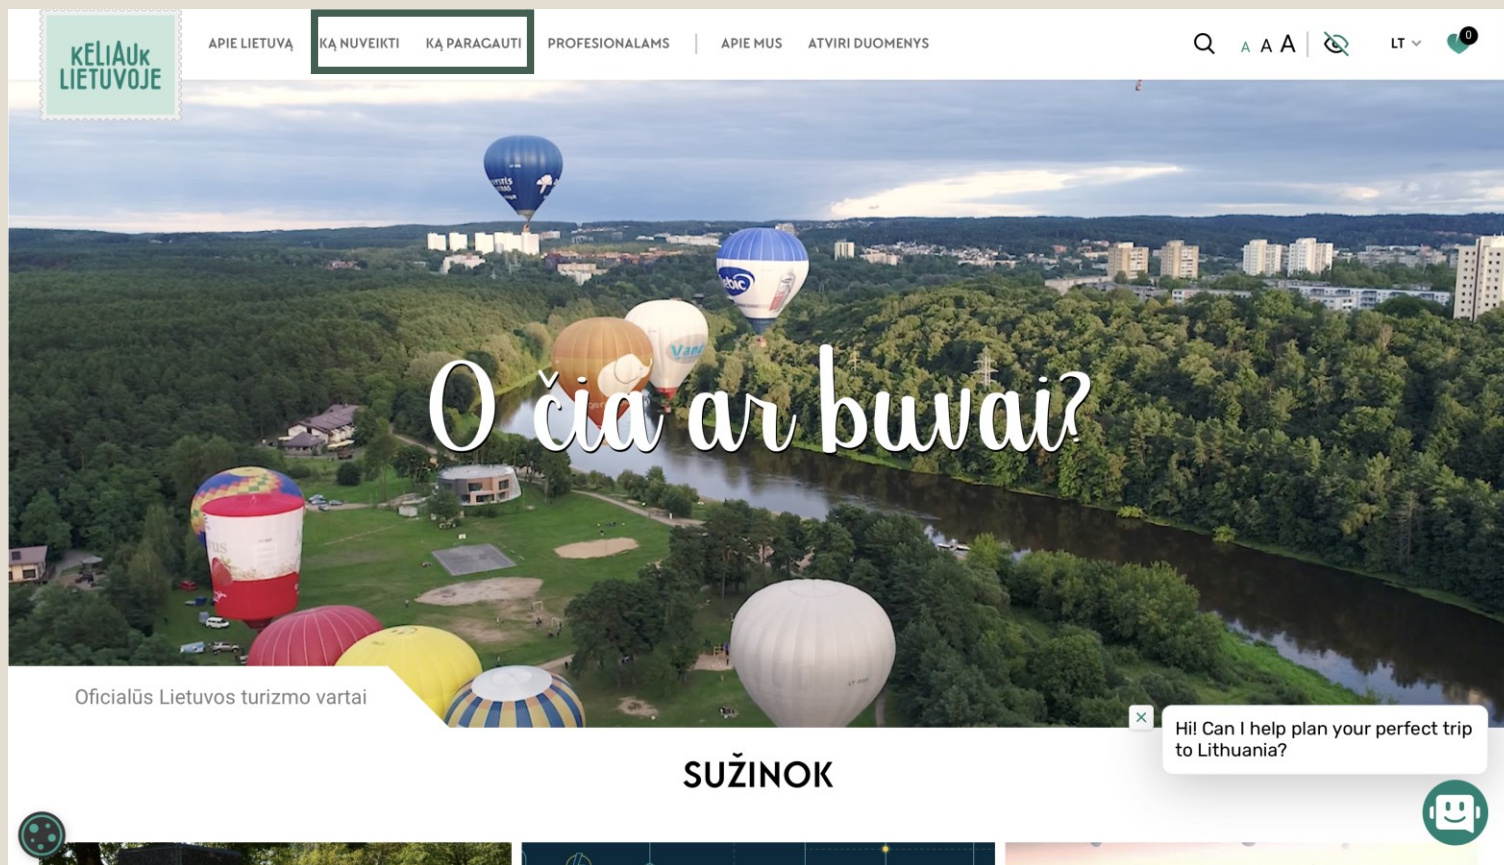 KELIAUK
LIETUVOJE
APIE LIETUVĄ
KĄ NUVEIKTI
KĄ PARAGAUTI
PROFESIONALAMS
APIE MUS
ATVIRI DUOMENYS
A A A
LT
0
O čia ar buvai?
Oficialūs Lietuvos turizmo vartai
Hi! Can I help plan your perfect trip
to Lithuania?
SUŽINOK